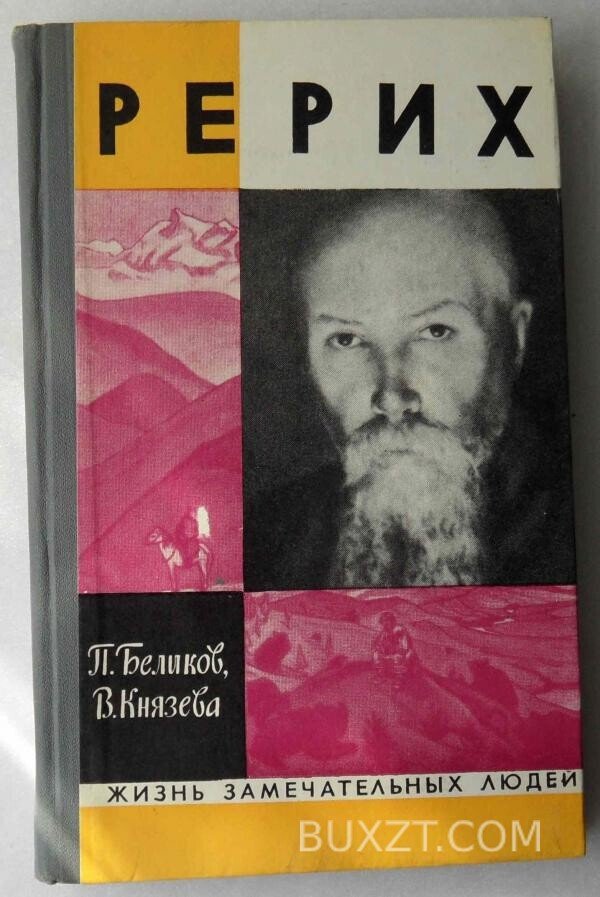 РЕРИХ
П. Беликов,
В. Князева
ЖИЗНЬ ЗАМЕЧАТЕЛЬНЫХ ЛЮДЕЙ
BUXZT.COM